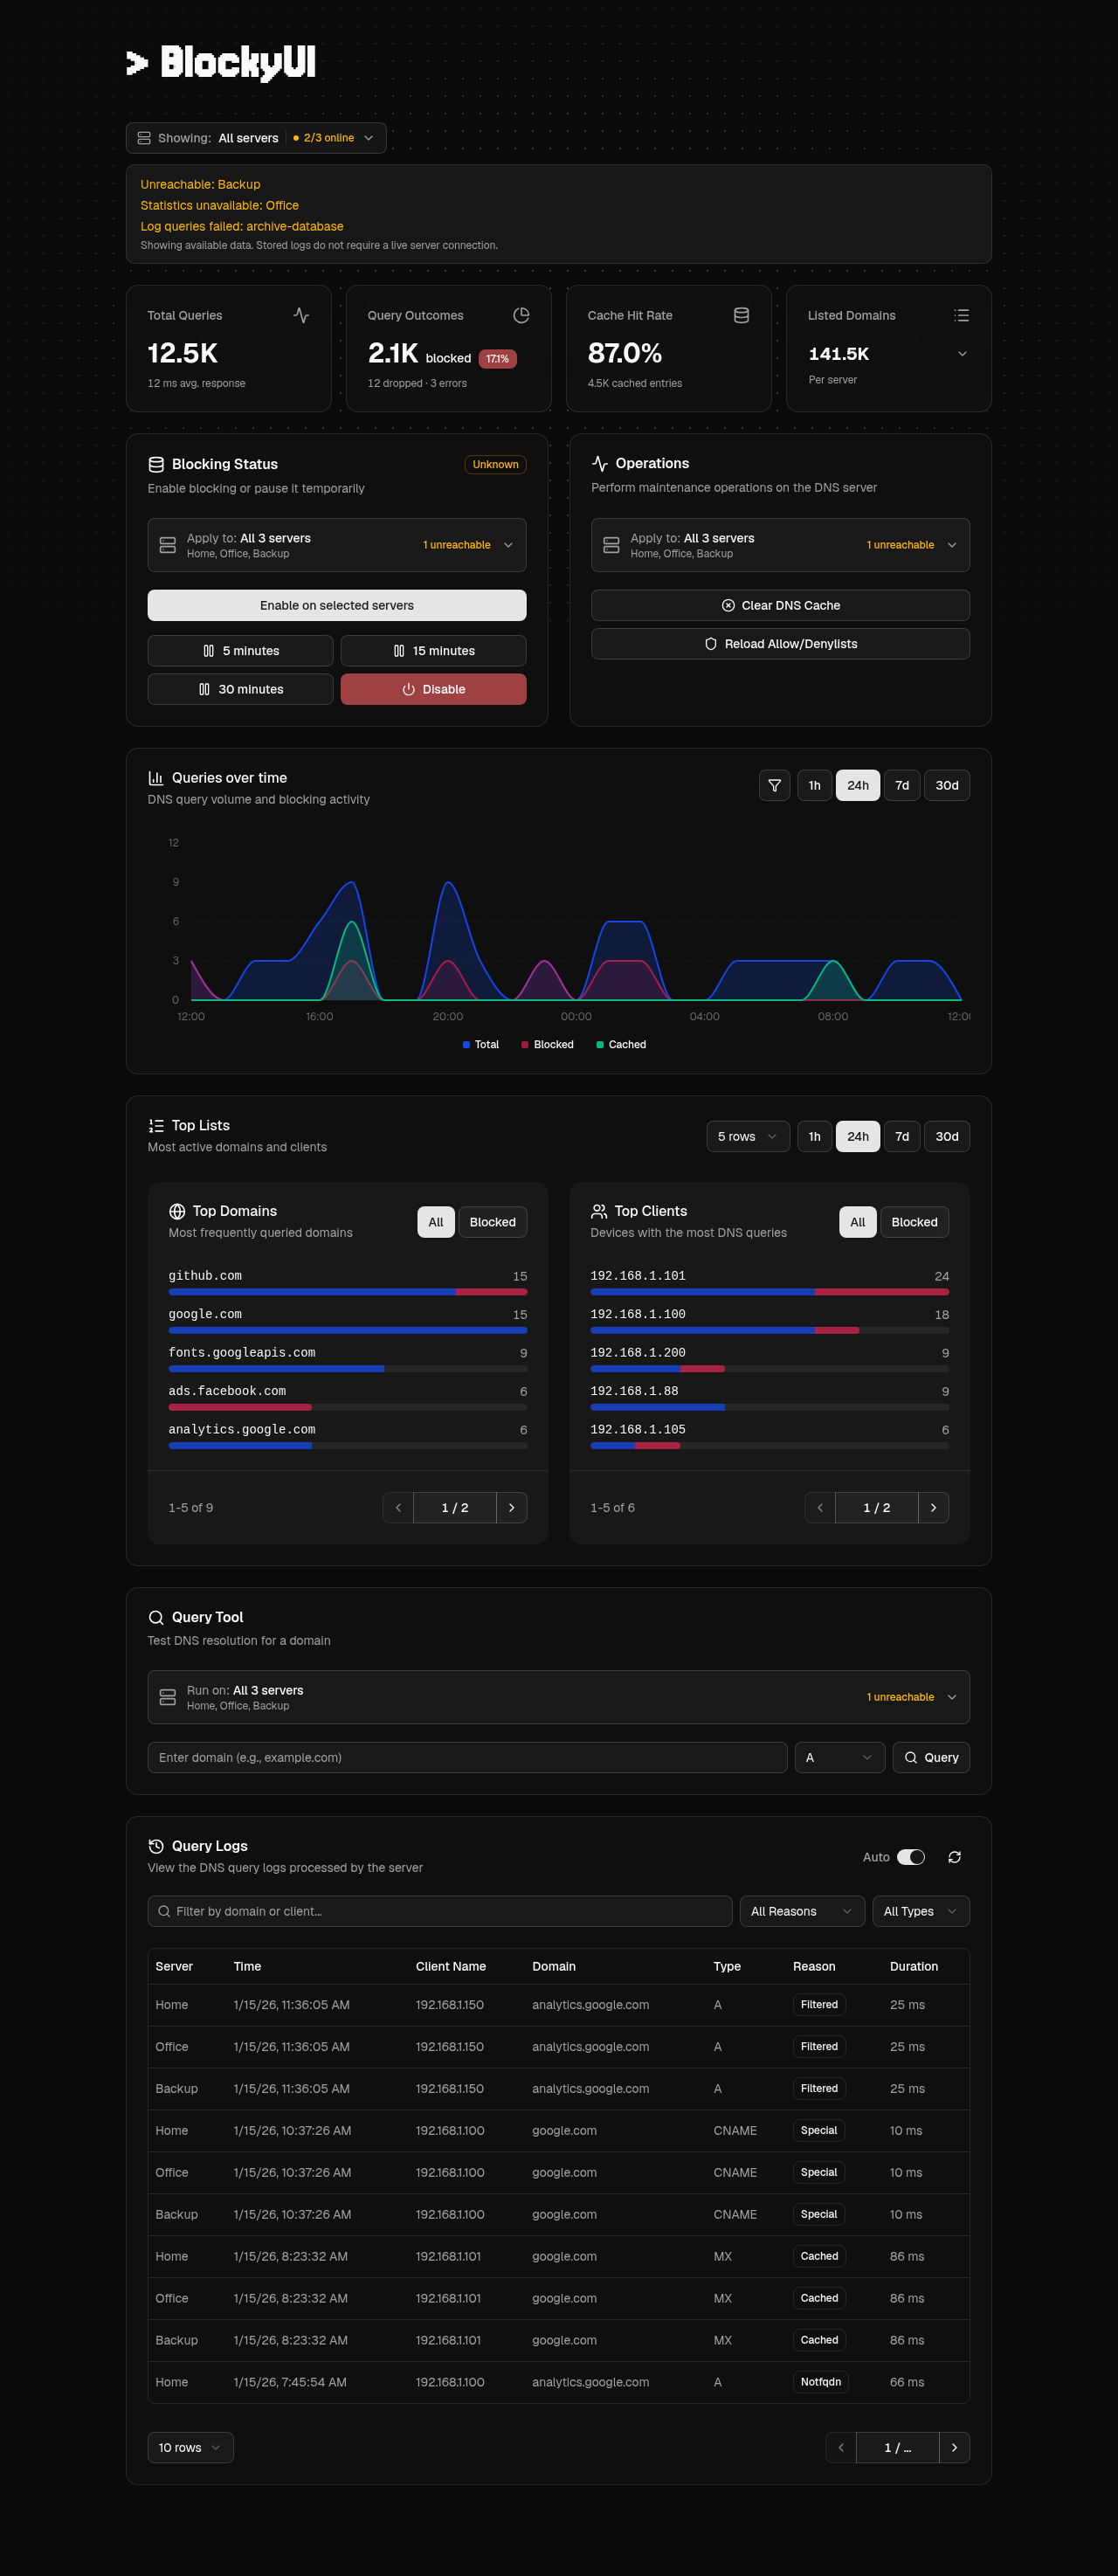 > BlockyUI
Showing: All servers 2/3 online
Unreachable: Backup
Statistics unavailable: Office
Log queries failed: archive-database
Showing available data. Stored logs do not require a live server connection.
Total Queries
12.5K
12 ms avg. response
Query Outcomes
2.1K blocked 17.1%
12 dropped · 3 errors
Cache Hit Rate
87.0%
4.5K cached entries
Listed Domains
141.5K
Per server
Blocking Status Unknown
Enable blocking or pause it temporarily
Apply to: All 3 servers
Home, Office, Backup
1 unreachable
Enable on selected servers
5 minutes 15 minutes
30 minutes Disable
Operations
Perform maintenance operations on the DNS server
Apply to: All 3 servers
Home, Office, Backup
1 unreachable
Clear DNS Cache
Reload Allow/Denylists
Queries over time
DNS query volume and blocking activity
1h 24h 7d 30d
12
9
6
3
0
12:00 16:00 20:00 00:00 04:00 08:00 12:0
Total Blocked Cached
Top Lists
Most active domains and clients
5 rows 1h 24h 7d 30d
Top Domains
Most frequently queried domains
All Blocked
github.com 15
google.com 15
fonts.googleapis.com 9
ads.facebook.com 6
analytics.google.com 6
1-5 of 9 1 / 2
Top Clients
Devices with the most DNS queries
All Blocked
192.168.1.101 24
192.168.1.100 18
192.168.1.200 9
192.168.1.88 9
192.168.1.105 6
1-5 of 6 1 / 2
Query Tool
Test DNS resolution for a domain
Run on: All 3 servers
Home, Office, Backup
1 unreachable
Enter domain (e.g., example.com) A Query
Query Logs
View the DNS query logs processed by the server
Auto
Filter by domain or client... All Reasons All Types
Server Time Client Name Domain Type Reason Duration
Home 1/15/26, 11:36:05 AM 192.168.1.150 analytics.google.com A Filtered 25 ms
Office 1/15/26, 11:36:05 AM 192.168.1.150 analytics.google.com A Filtered 25 ms
Backup 1/15/26, 11:36:05 AM 192.168.1.150 analytics.google.com A Filtered 25 ms
Home 1/15/26, 10:37:26 AM 192.168.1.100 google.com CNAME Special 10 ms
Office 1/15/26, 10:37:26 AM 192.168.1.100 google.com CNAME Special 10 ms
Backup 1/15/26, 10:37:26 AM 192.168.1.100 google.com CNAME Special 10 ms
Home 1/15/26, 8:23:32 AM 192.168.1.101 google.com MX Cached 86 ms
Office 1/15/26, 8:23:32 AM 192.168.1.101 google.com MX Cached 86 ms
Backup 1/15/26, 8:23:32 AM 192.168.1.101 google.com MX Cached 86 ms
Home 1/15/26, 7:45:54 AM 192.168.1.100 analytics.google.com A Notfqdn 66 ms
10 rows 1 / ...